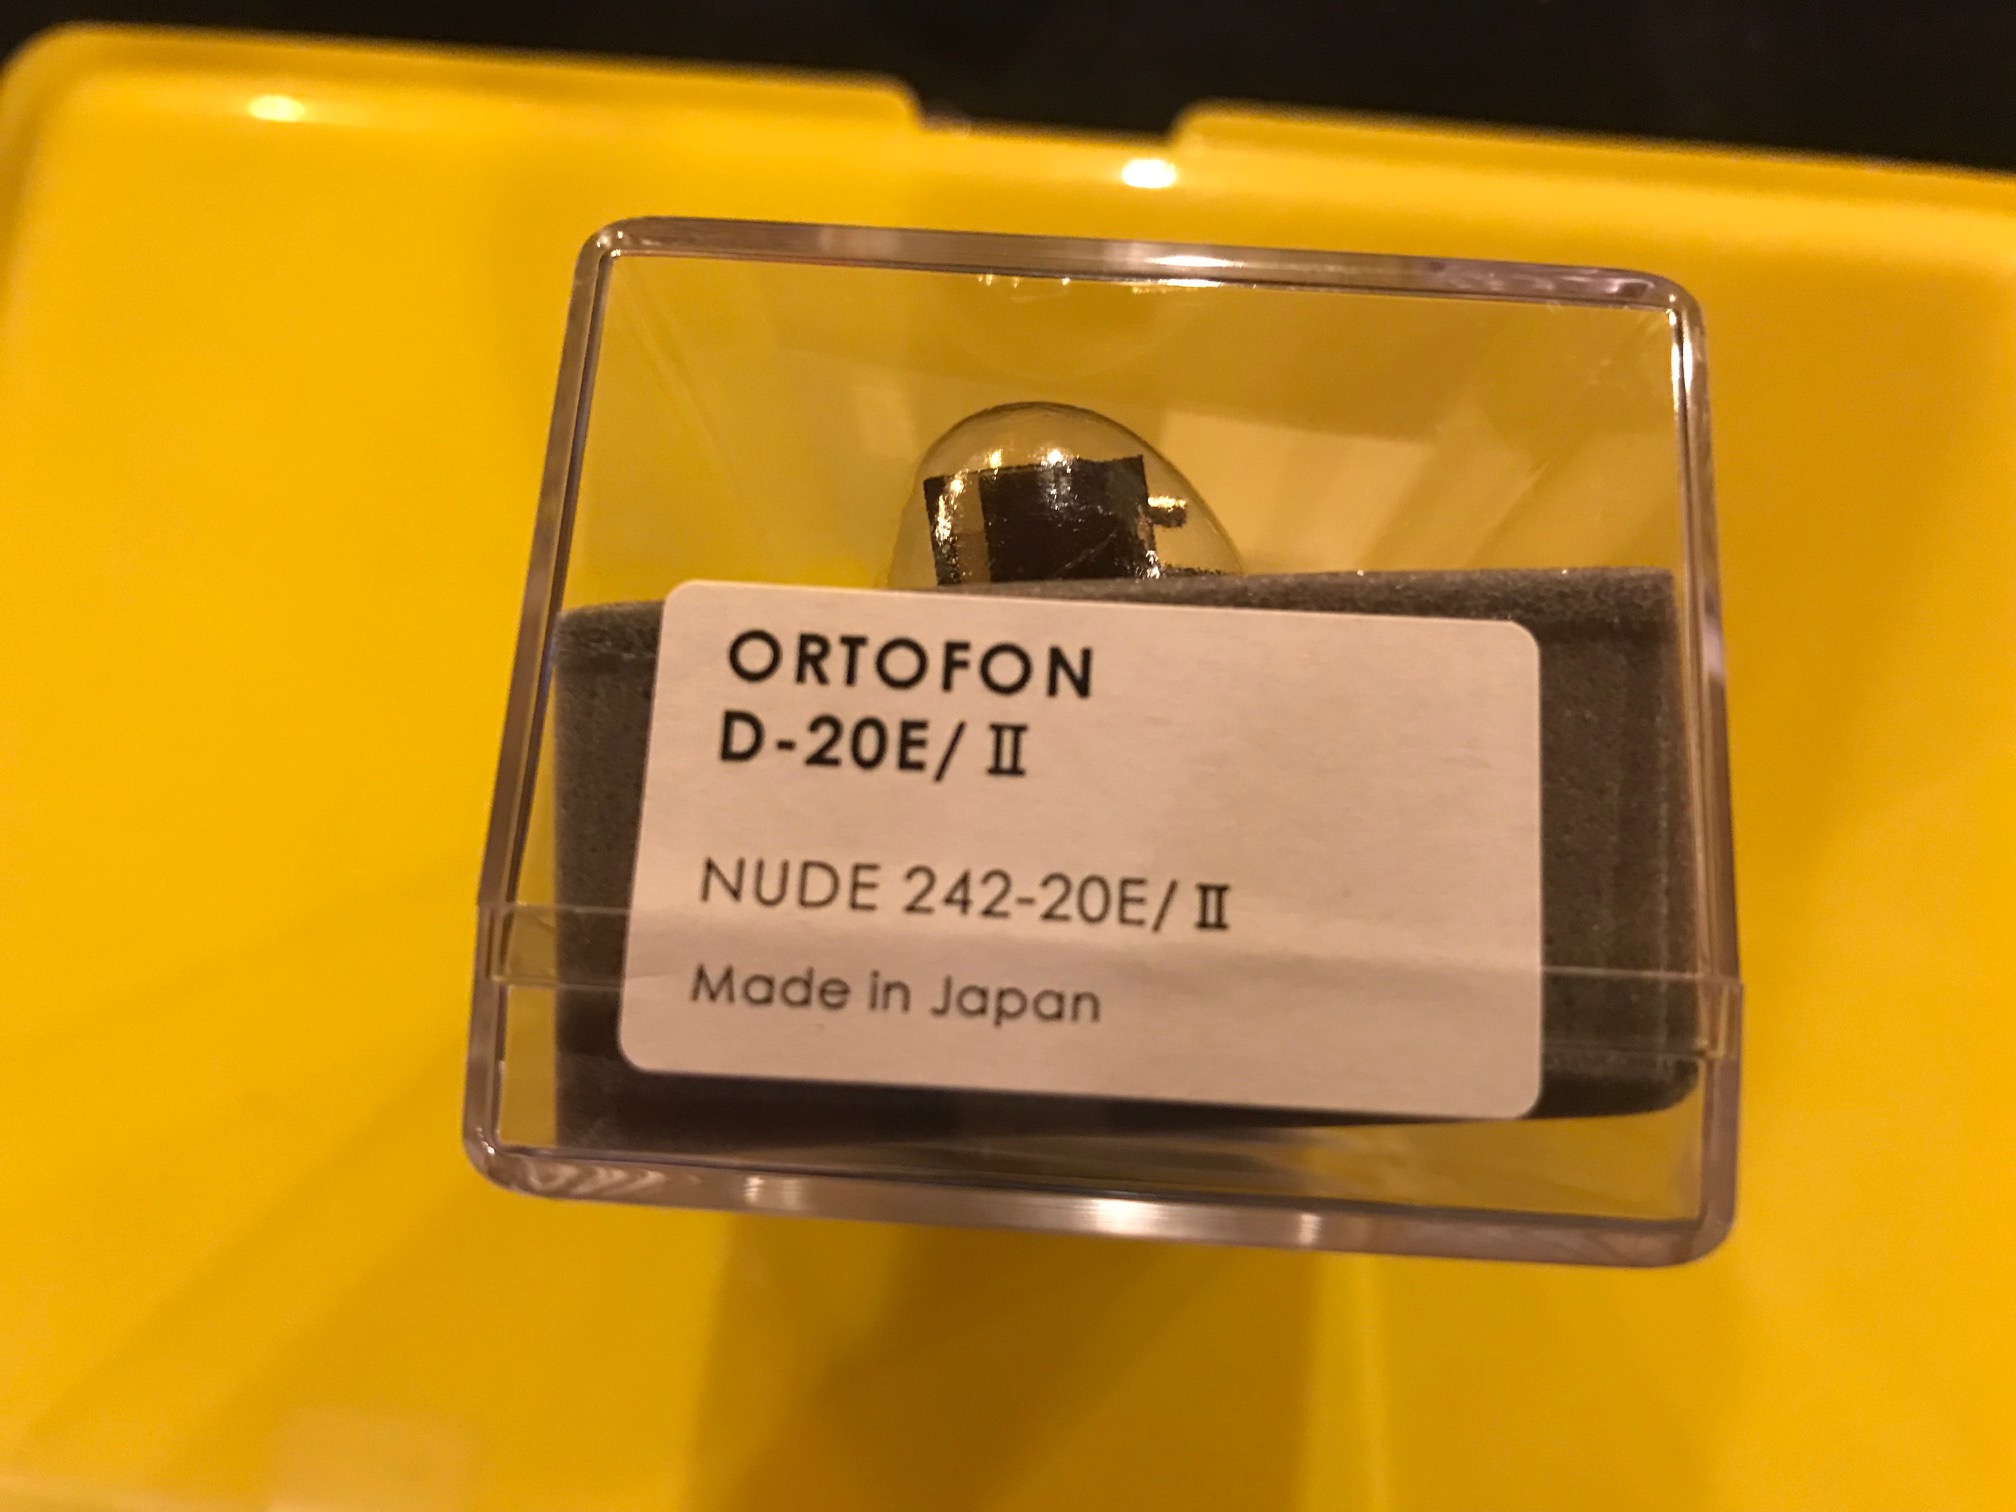 ORTOFON
D-20E/Ⅱ
NUDE 242-20E/Ⅱ
Made in Japan